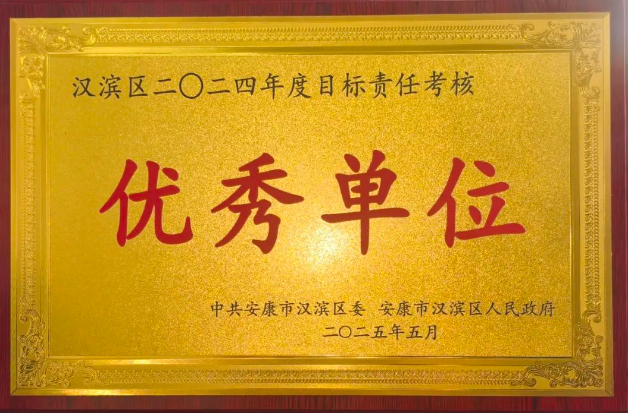 汉滨区二〇二四年度目标责任考核
优秀单位
中共安康市汉滨区委 安康市汉滨区人民政府
二〇二五年五月